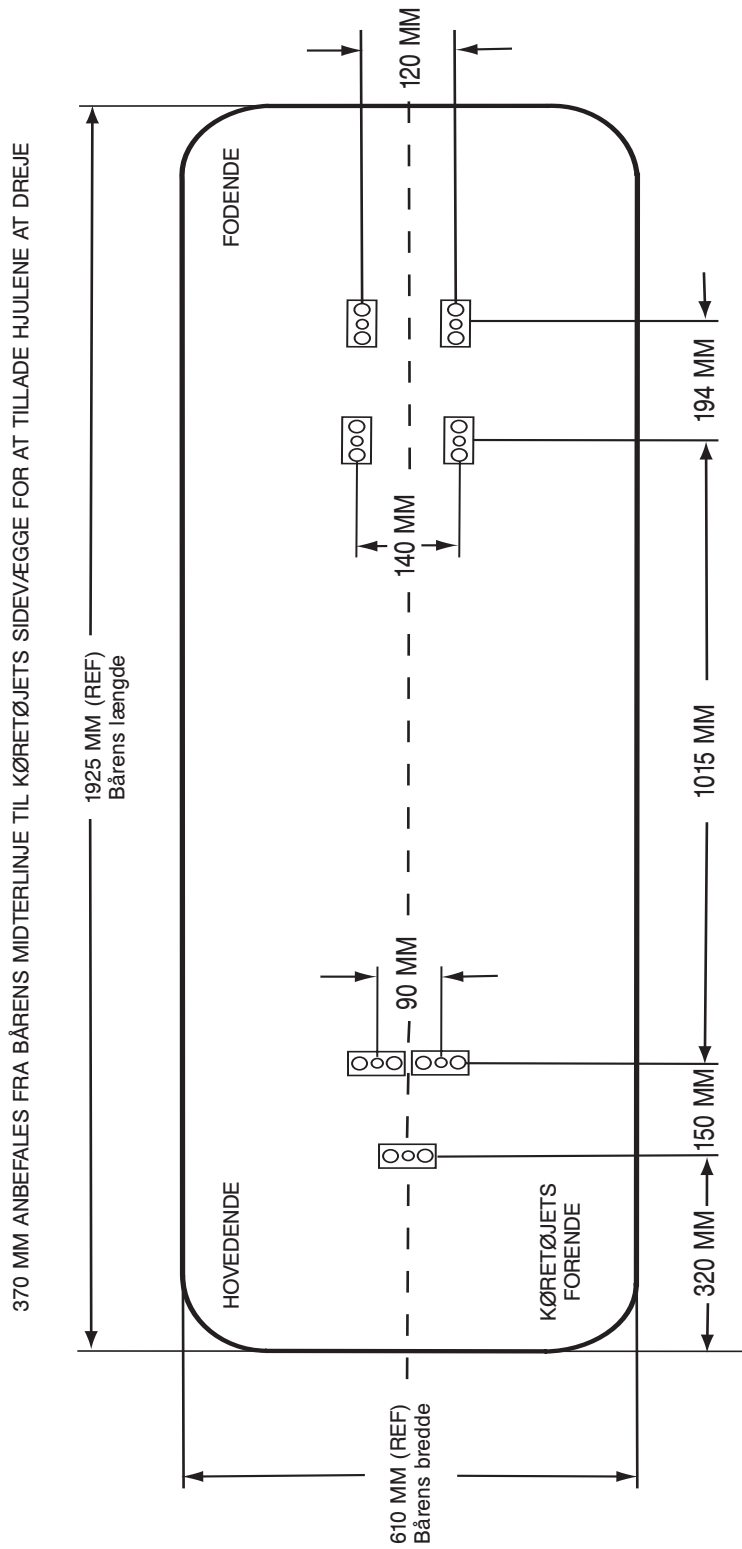 370 MM ANBEFALES FRA BÅRENS MIDTERLINJE TIL KØRETØJETS SIDEVÆGGE FOR AT TILLADE HJULENE AT DREJE
1925 MM (REF)
Bårens længde
HOVEDENDE
FODENDE
120 MM
90 MM
140 MM
610 MM (REF)
Bårens bredde
KØRETØJETS
FORENDE
320 MM
150 MM
1015 MM
194 MM